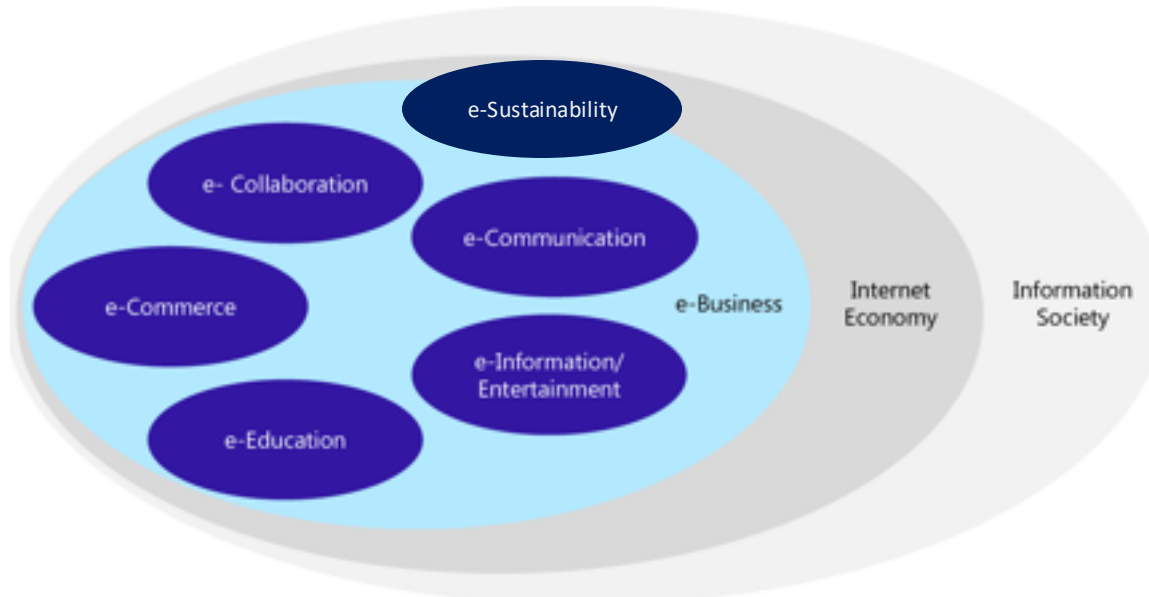 e-Sustainability
e- Collaboration
e-Communication
e-Commerce
e-Business
Internet
Economy
Information
Society
e-Information/
Entertainment
e-Education